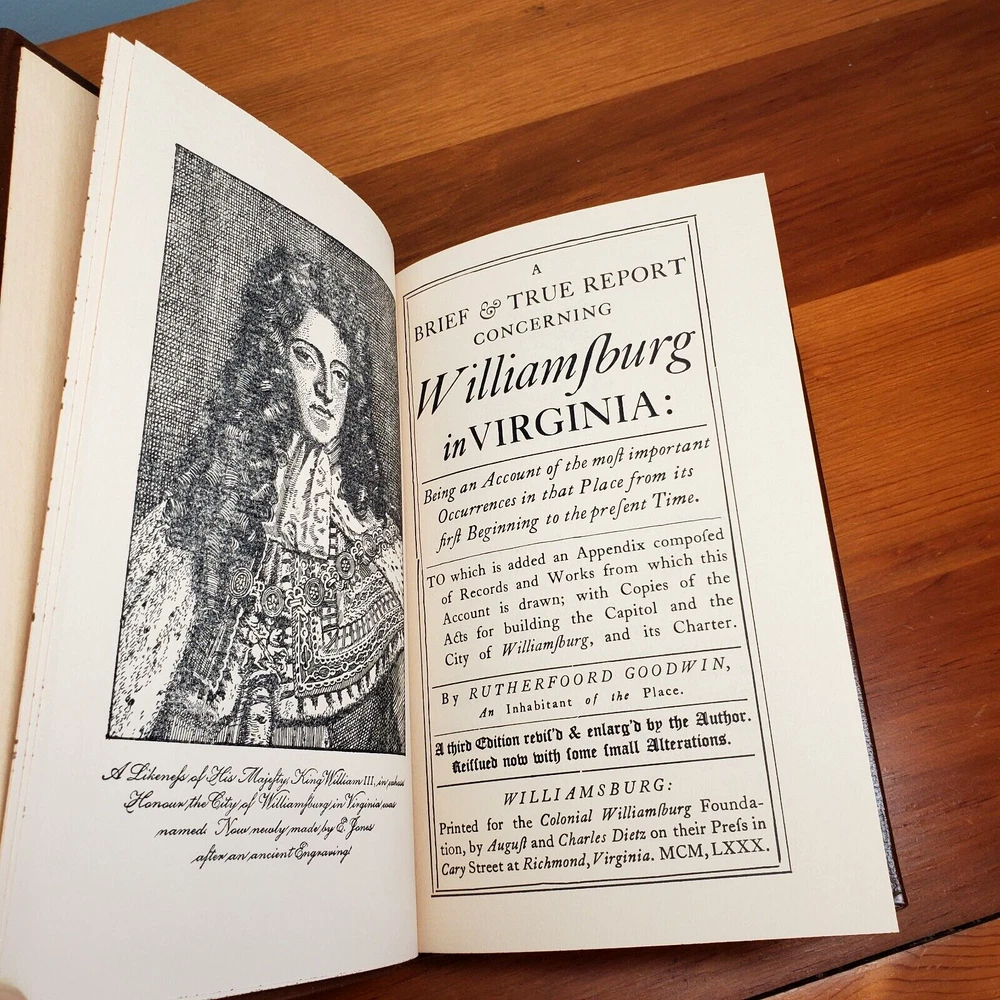 A Likeneſs of His Majeſty, King William III, in whoſe
Honour, the City of Williamſburg in Virginia was
named: Now newly made by E. Jones
after an ancient Engraving!
A
BRIEF & TRUE REPORT
CONCERNING
Williamſburg
in VIRGINIA:
Being an Account of the moſt important
Occurrences in that Place from its
firſt Beginning to the preſent Time.
TO which is added an Appendix compoſed
of Records and Works from which this
Account is drawn; with Copies of the
Acts for building the Capitol and the
City of Williamſburg, and its Charter.
By RUTHERFOORD GOODWIN,
An Inhabitant of the Place.
A third Edition reviſ'd & enlarg'd by the Author.
Reiſſued now with ſome ſmall Alterations.
WILLIAMSBURG:
Printed for the Colonial Williamſburg Founda-
tion, by Auguſt and Charles Dietz on their Preſs in
Cary Street at Richmond, Virginia. MCM, LXXX.